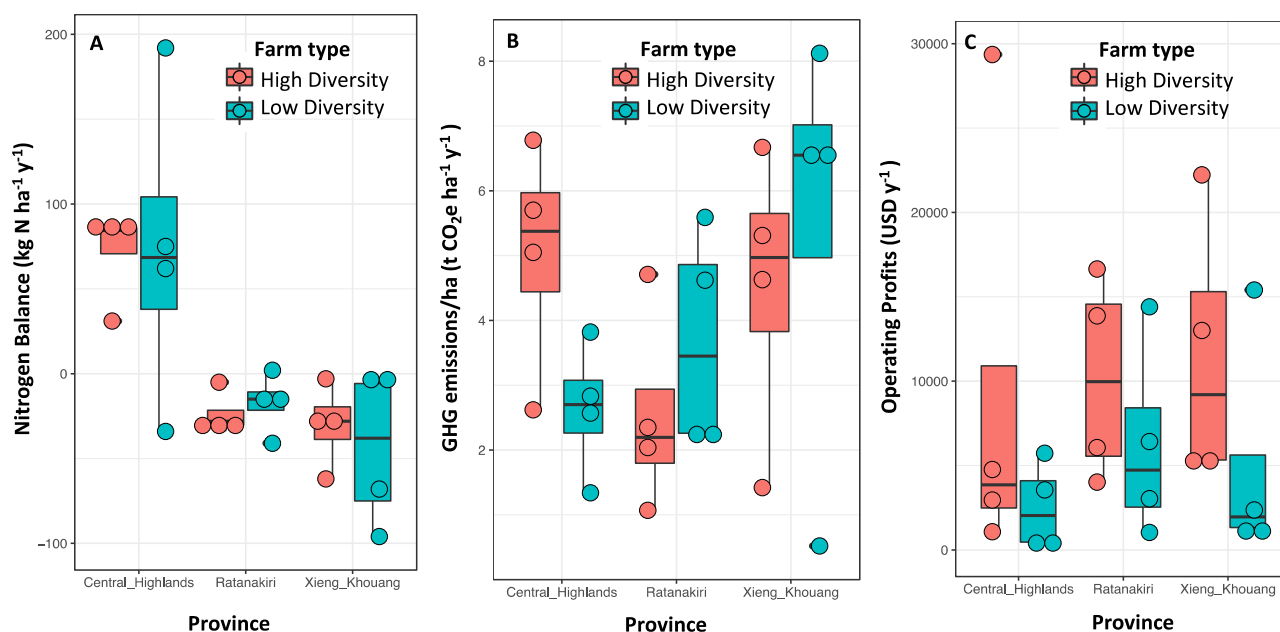 A
Farm type
High Diversity
Low Diversity
Nitrogen Balance (kg N ha-1 y-1)
200
100
0
−100
Central_Highlands
Ratanakiri
Xieng_Khouang
Province
B
Farm type
High Diversity
Low Diversity
GHG emissions/ha (t CO2e ha-1 y-1 )
8
6
4
2
Central_Highlands
Ratanakiri
Xieng_Khouang
Province
C
Farm type
High Diversity
Low Diversity
Operating Profits (USD y-1)
30000
20000
10000
0
Central_Highlands
Ratanakiri
Xieng_Khouang
Province